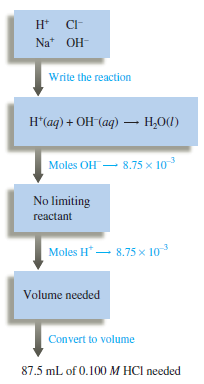 H⁺ Cl⁻
Na⁺ OH⁻
Write the reaction
H⁺(aq) + OH⁻(aq) ⟶ H₂O(l)
Moles OH⁻ ⟶ 8.75 × 10⁻³
No limiting
reactant
Moles H⁺ ⟶ 8.75 × 10⁻³
Volume needed
Convert to volume
87.5 mL of 0.100 M HCl needed